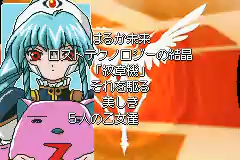 はるか未来
ロストテクノロジーの結晶
「紋章機」
それを駆る
美しき
5人の乙女達